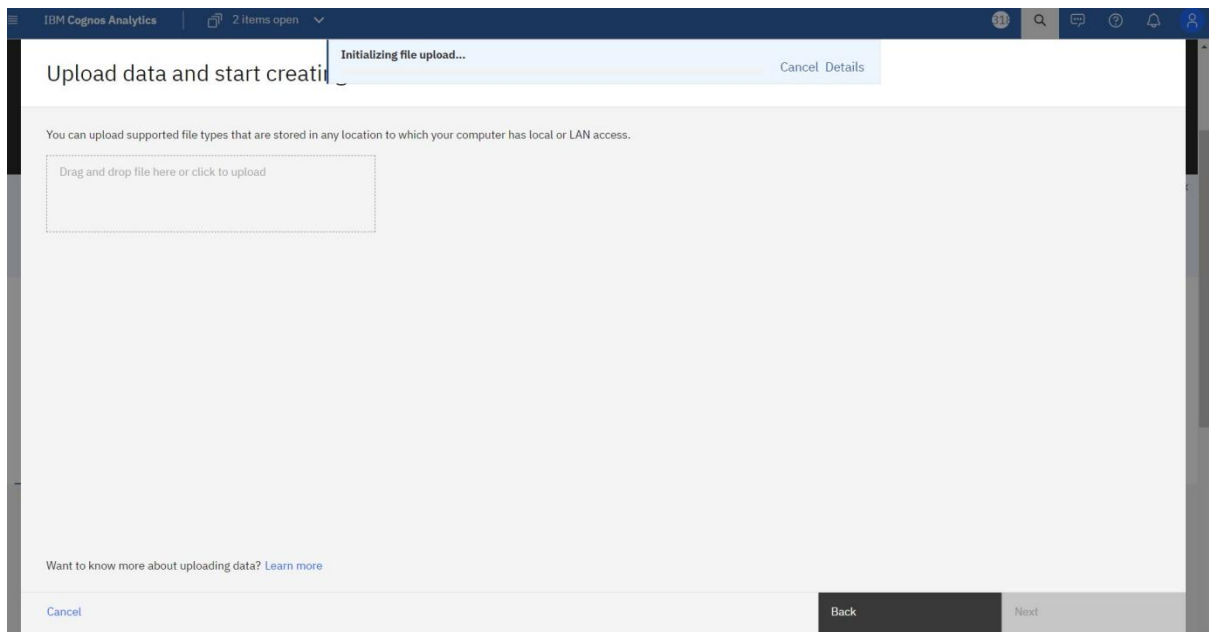 IBM Cognos Analytics
2 items open
Initializing file upload...
Cancel Details
Upload data and start
You can upload supported file types that are stored in any location to which your computer has local or LAN access.
Drag and drop file here or click to upload
Want to know more about uploading data? Learn more
Cancel
Back
Next